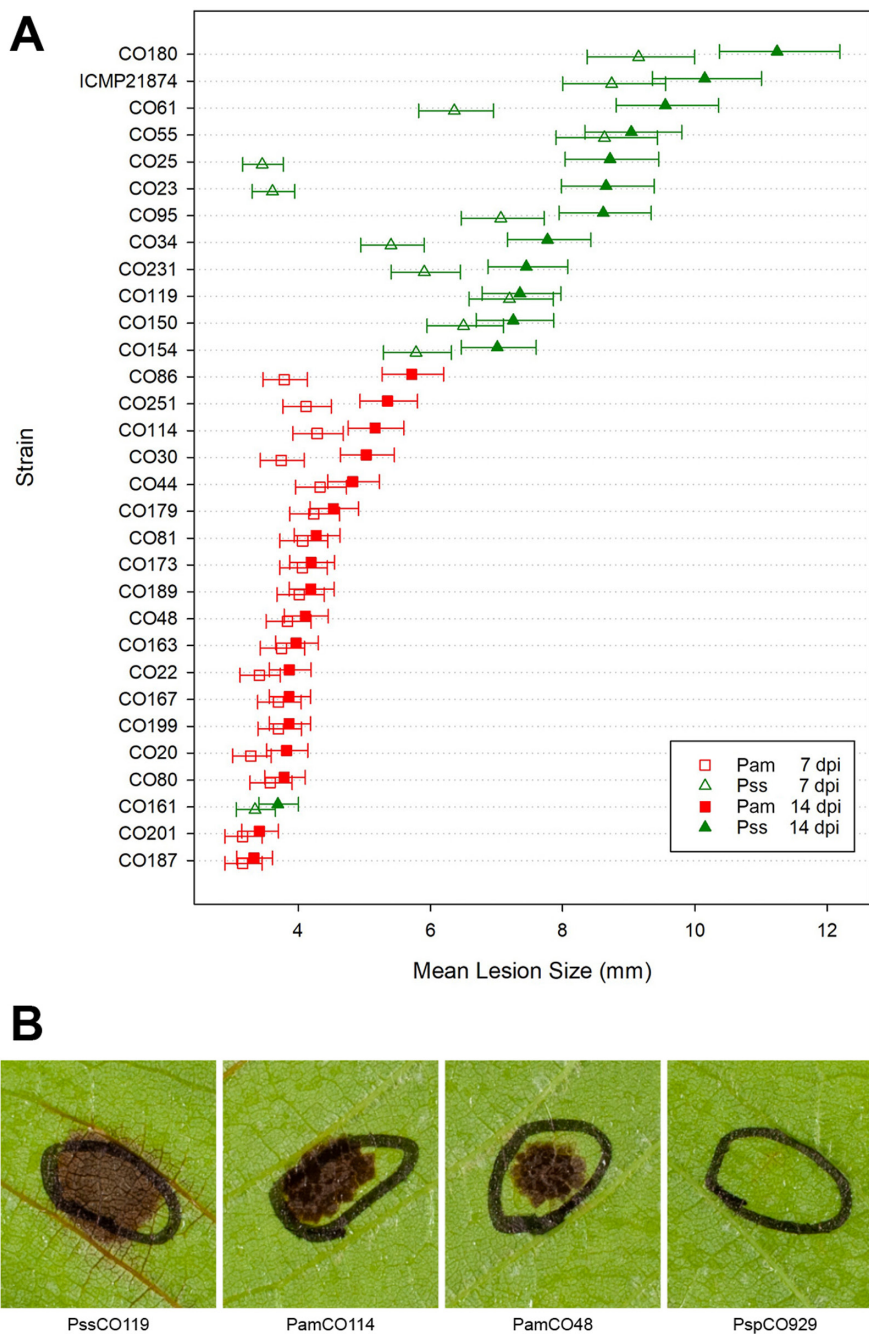 A
CO180
ICMP21874
CO61
CO55
CO25
CO23
CO95
CO34
CO231
CO119
CO150
CO154
CO86
CO251
CO114
CO30
CO44
CO179
CO81
CO173
CO189
CO48
CO163
CO22
CO167
CO199
CO20
CO80
CO161
CO201
CO187
Strain
Pam 7 dpi
Pss 7 dpi
Pam 14 dpi
Pss 14 dpi
4 6 8 10 12
Mean Lesion Size (mm)
B
PssCO119 PamCO114 PamCO48 PspCO929